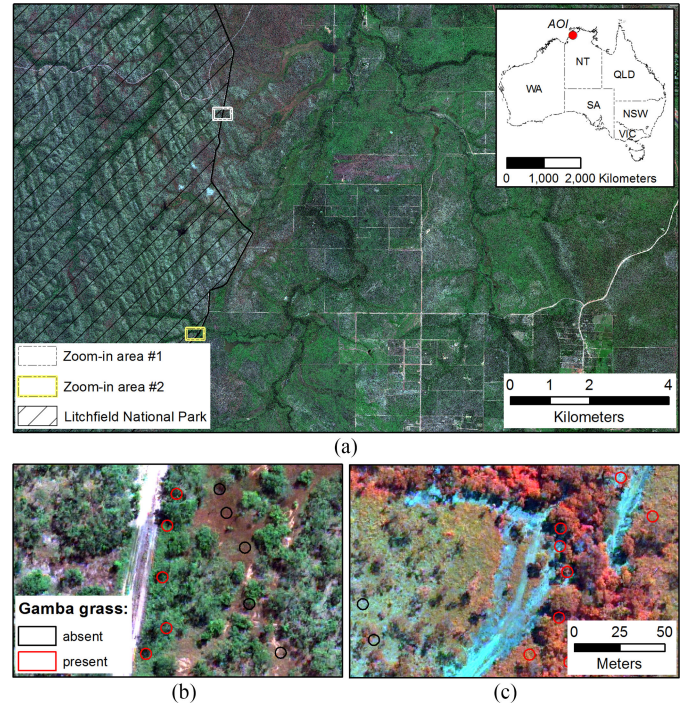 AOI
NT
WA
QLD
SA
NSW
VIC
0 1,000 2,000 Kilometers
Zoom-in area #1
Zoom-in area #2
Litchfield National Park
0 1 2 4
Kilometers
(a)
Gamba grass:
absent
present
0 25 50
Meters
(b)
(c)